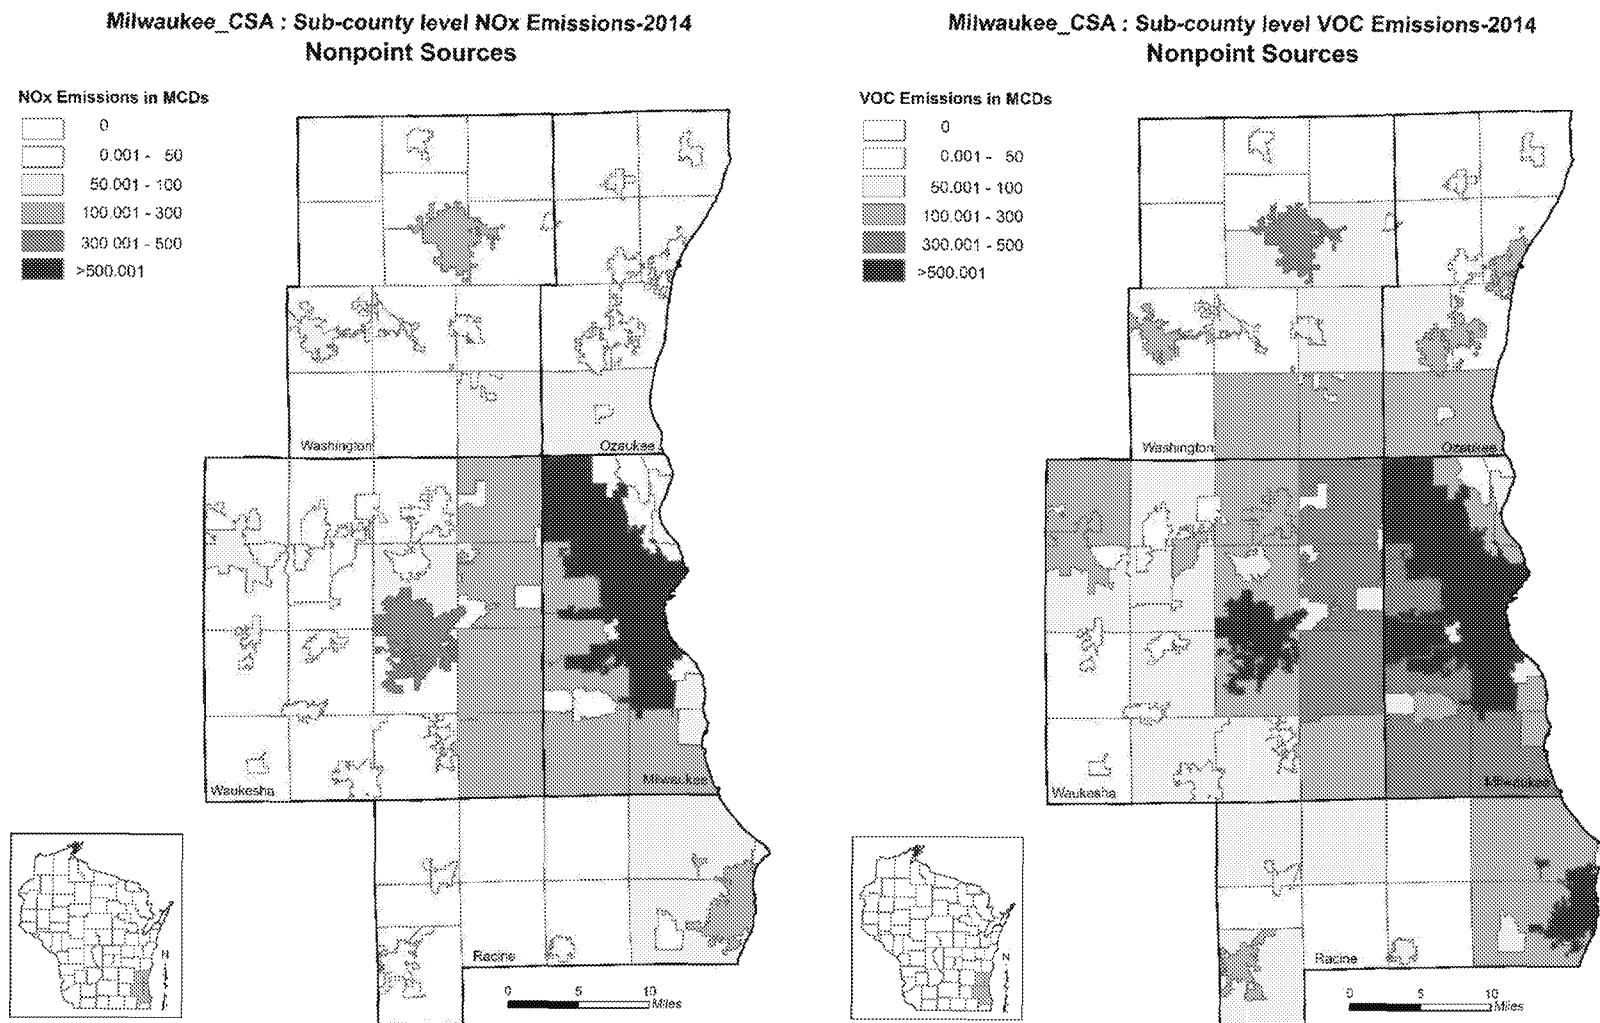 Milwaukee_CSA : Sub-county level NOx Emissions-2014
Nonpoint Sources
NOx Emissions in MCDs
0
0.001 - 50
50.001 - 100
100.001 - 300
300.001 - 500
>500.001
Washington
Ozaukee
Waukesha
Milwaukee
Racine
N
0 5 10
Miles
Milwaukee_CSA : Sub-county level VOC Emissions-2014
Nonpoint Sources
VOC Emissions in MCDs
0
0.001 - 50
50.001 - 100
100.001 - 300
300.001 - 500
>500.001
Washington
Ozaukee
Waukesha
Milwaukee
Racine
N
0 5 10
Miles